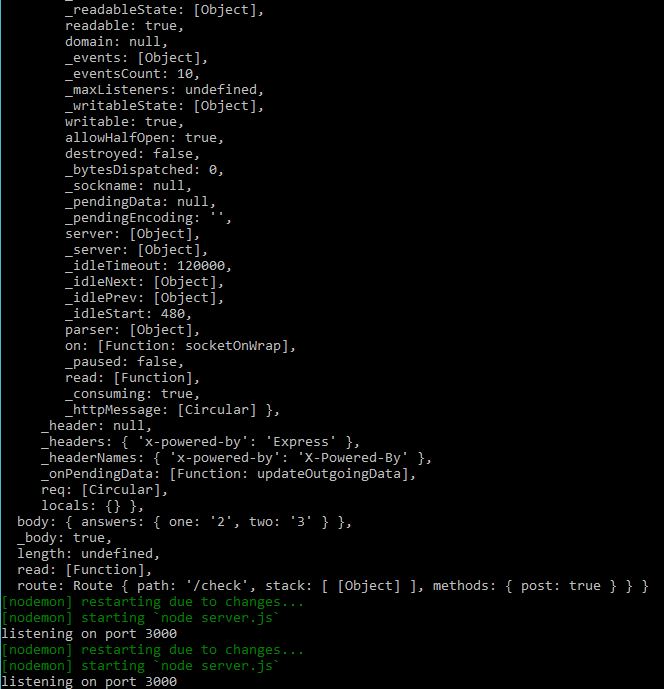 _readableState: [Object],
readable: true,
domain: null,
_events: [Object],
_eventsCount: 10,
_maxListeners: undefined,
_writableState: [Object],
writable: true,
allowHalfOpen: true,
destroyed: false,
_bytesDispatched: 0,
_sockname: null,
_pendingData: null,
_pendingEncoding: '',
server: [Object],
_server: [Object],
_idleTimeout: 120000,
_idleNext: [Object],
_idlePrev: [Object],
_idleStart: 480,
parser: [Object],
on: [Function: socketOnWrap],
_paused: false,
read: [Function],
_consuming: true,
_httpMessage: [Circular] },
_header: null,
_headers: { 'x-powered-by': 'Express' },
_headerNames: { 'x-powered-by': 'X-Powered-By' },
_onPendingData: [Function: updateOutgoingData],
req: [Circular],
locals: {} },
body: { answers: { one: '2', two: '3' } },
_body: true,
length: undefined,
read: [Function],
route: Route { path: '/check', stack: [ [Object] ], methods: { post: true } } }
[nodemon] restarting due to changes...
[nodemon] starting `node server.js`
listening on port 3000
[nodemon] restarting due to changes...
[nodemon] starting `node server.js`
listening on port 3000